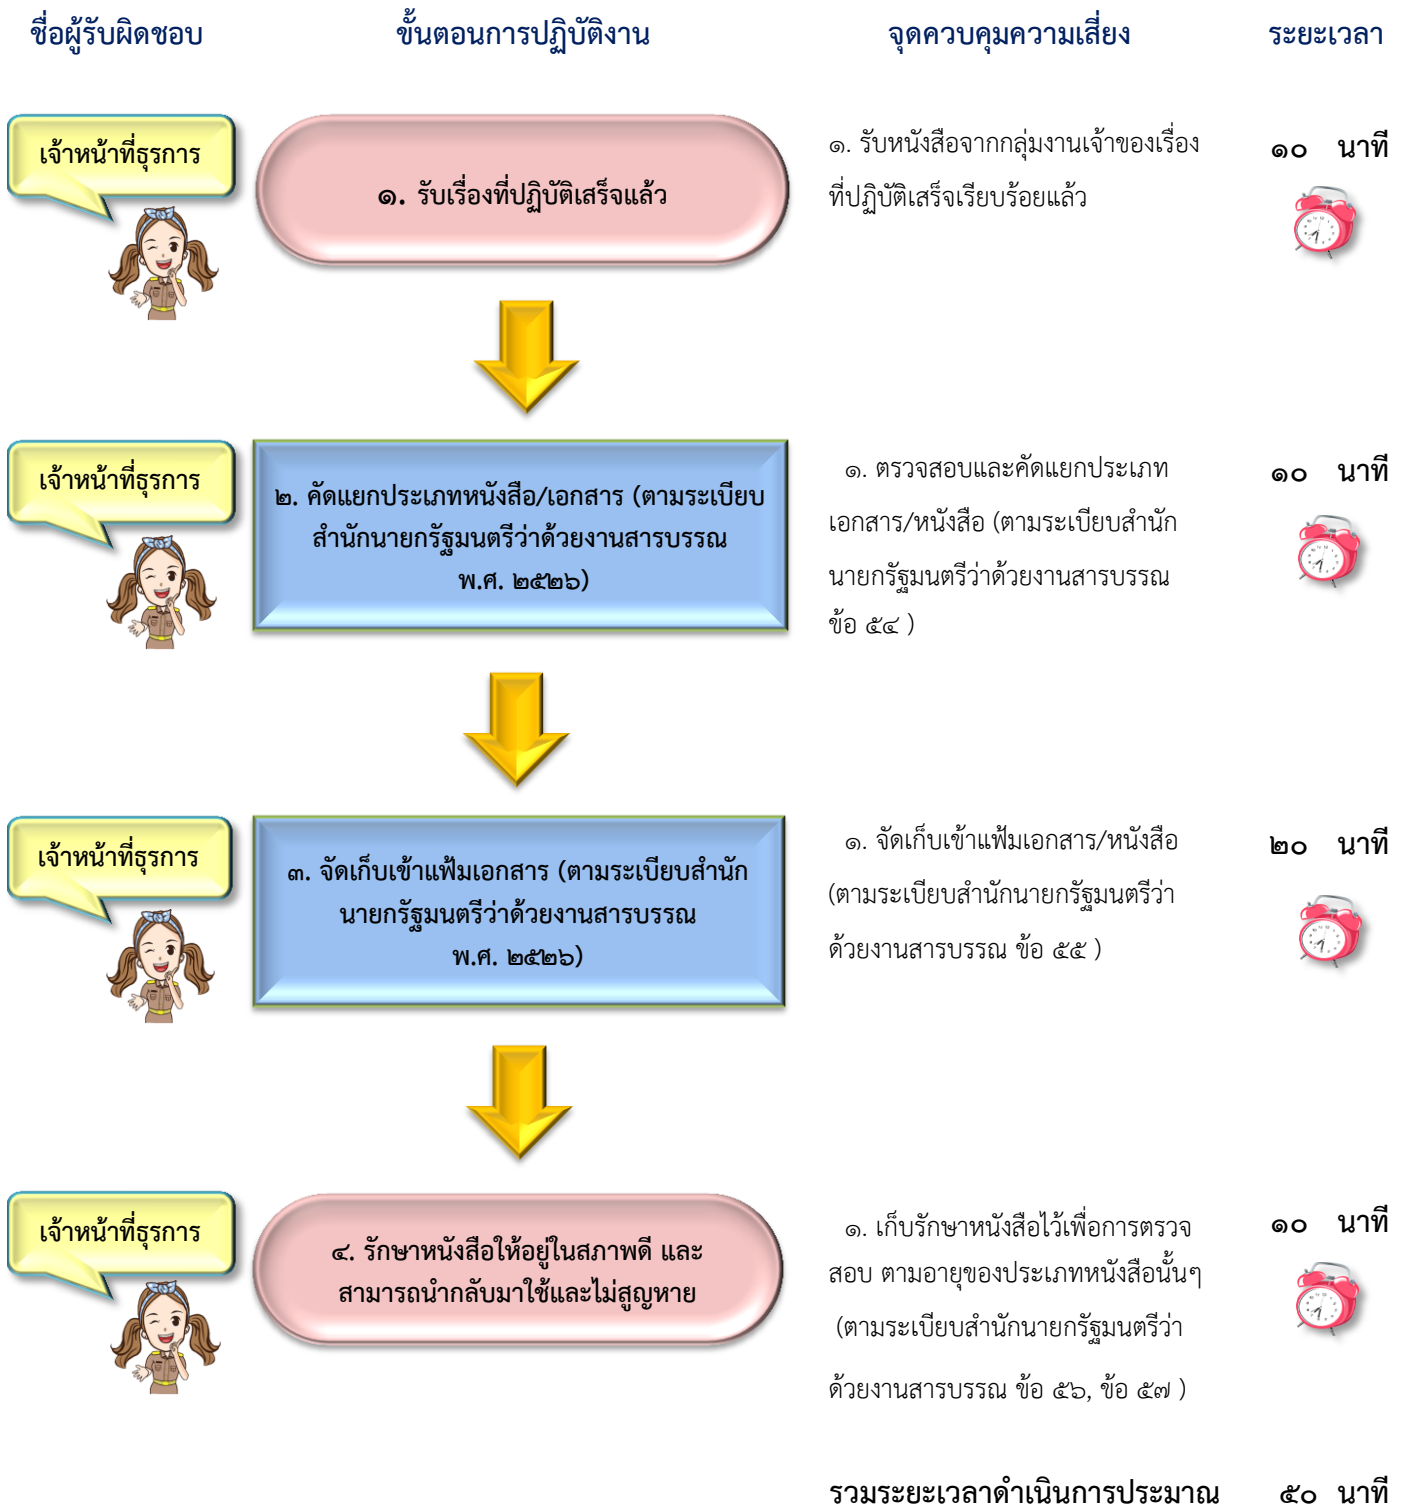 ชื่อผู้รับผิดชอบ ขั้นตอนการปฏิบัติงาน จุดควบคุมความเสี่ยง ระยะเวลา
เจ้าหน้าที่ธุรการ
๑. รับเรื่องที่ปฏิบัติเสร็จแล้ว
๑. รับหนังสือจากกลุ่มงานเจ้าของเรื่อง
ที่ปฏิบัติเสร็จเรียบร้อยแล้ว
๑๐ นาที
เจ้าหน้าที่ธุรการ
๒. คัดแยกประเภทหนังสือ/เอกสาร (ตามระเบียบ
สำนักนายกรัฐมนตรีว่าด้วยงานสารบรรณ
พ.ศ. ๒๕๒๖)
๑. ตรวจสอบและคัดแยกประเภท
เอกสาร/หนังสือ (ตามระเบียบสำนัก
นายกรัฐมนตรีว่าด้วยงานสารบรรณ
ข้อ ๕๔ )
๑๐ นาที
เจ้าหน้าที่ธุรการ
๓. จัดเก็บเข้าแฟ้มเอกสาร (ตามระเบียบสำนัก
นายกรัฐมนตรีว่าด้วยงานสารบรรณ
พ.ศ. ๒๕๒๖)
๑. จัดเก็บเข้าแฟ้มเอกสาร/หนังสือ
(ตามระเบียบสำนักนายกรัฐมนตรีว่า
ด้วยงานสารบรรณ ข้อ ๕๕ )
๒๐ นาที
เจ้าหน้าที่ธุรการ
๔. รักษาหนังสือให้อยู่ในสภาพดี และ
สามารถนำกลับมาใช้และไม่สูญหาย
๑. เก็บรักษาหนังสือไว้เพื่อการตรวจ
สอบ ตามอายุของประเภทหนังสือนั้นๆ
(ตามระเบียบสำนักนายกรัฐมนตรีว่า
ด้วยงานสารบรรณ ข้อ ๕๖, ข้อ ๕๗ )
๑๐ นาที
รวมระยะเวลาดำเนินการประมาณ ๕๐ นาที